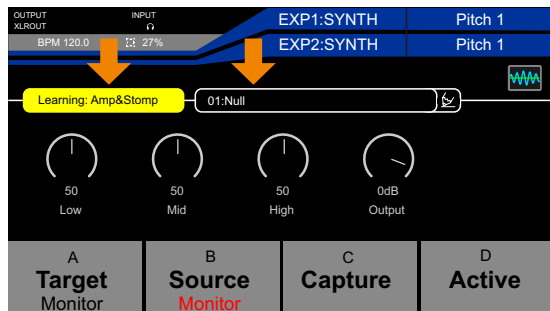 OUTPUT INPUT EXP1:SYNTH Pitch 1
XLROUT
BPM 120.0 27% EXP2:SYNTH Pitch 1
Learning: Amp&Stomp 01:Null
50 50 50 0dB
Low Mid High Output
A B C D
Target Source Capture Active
Monitor Monitor